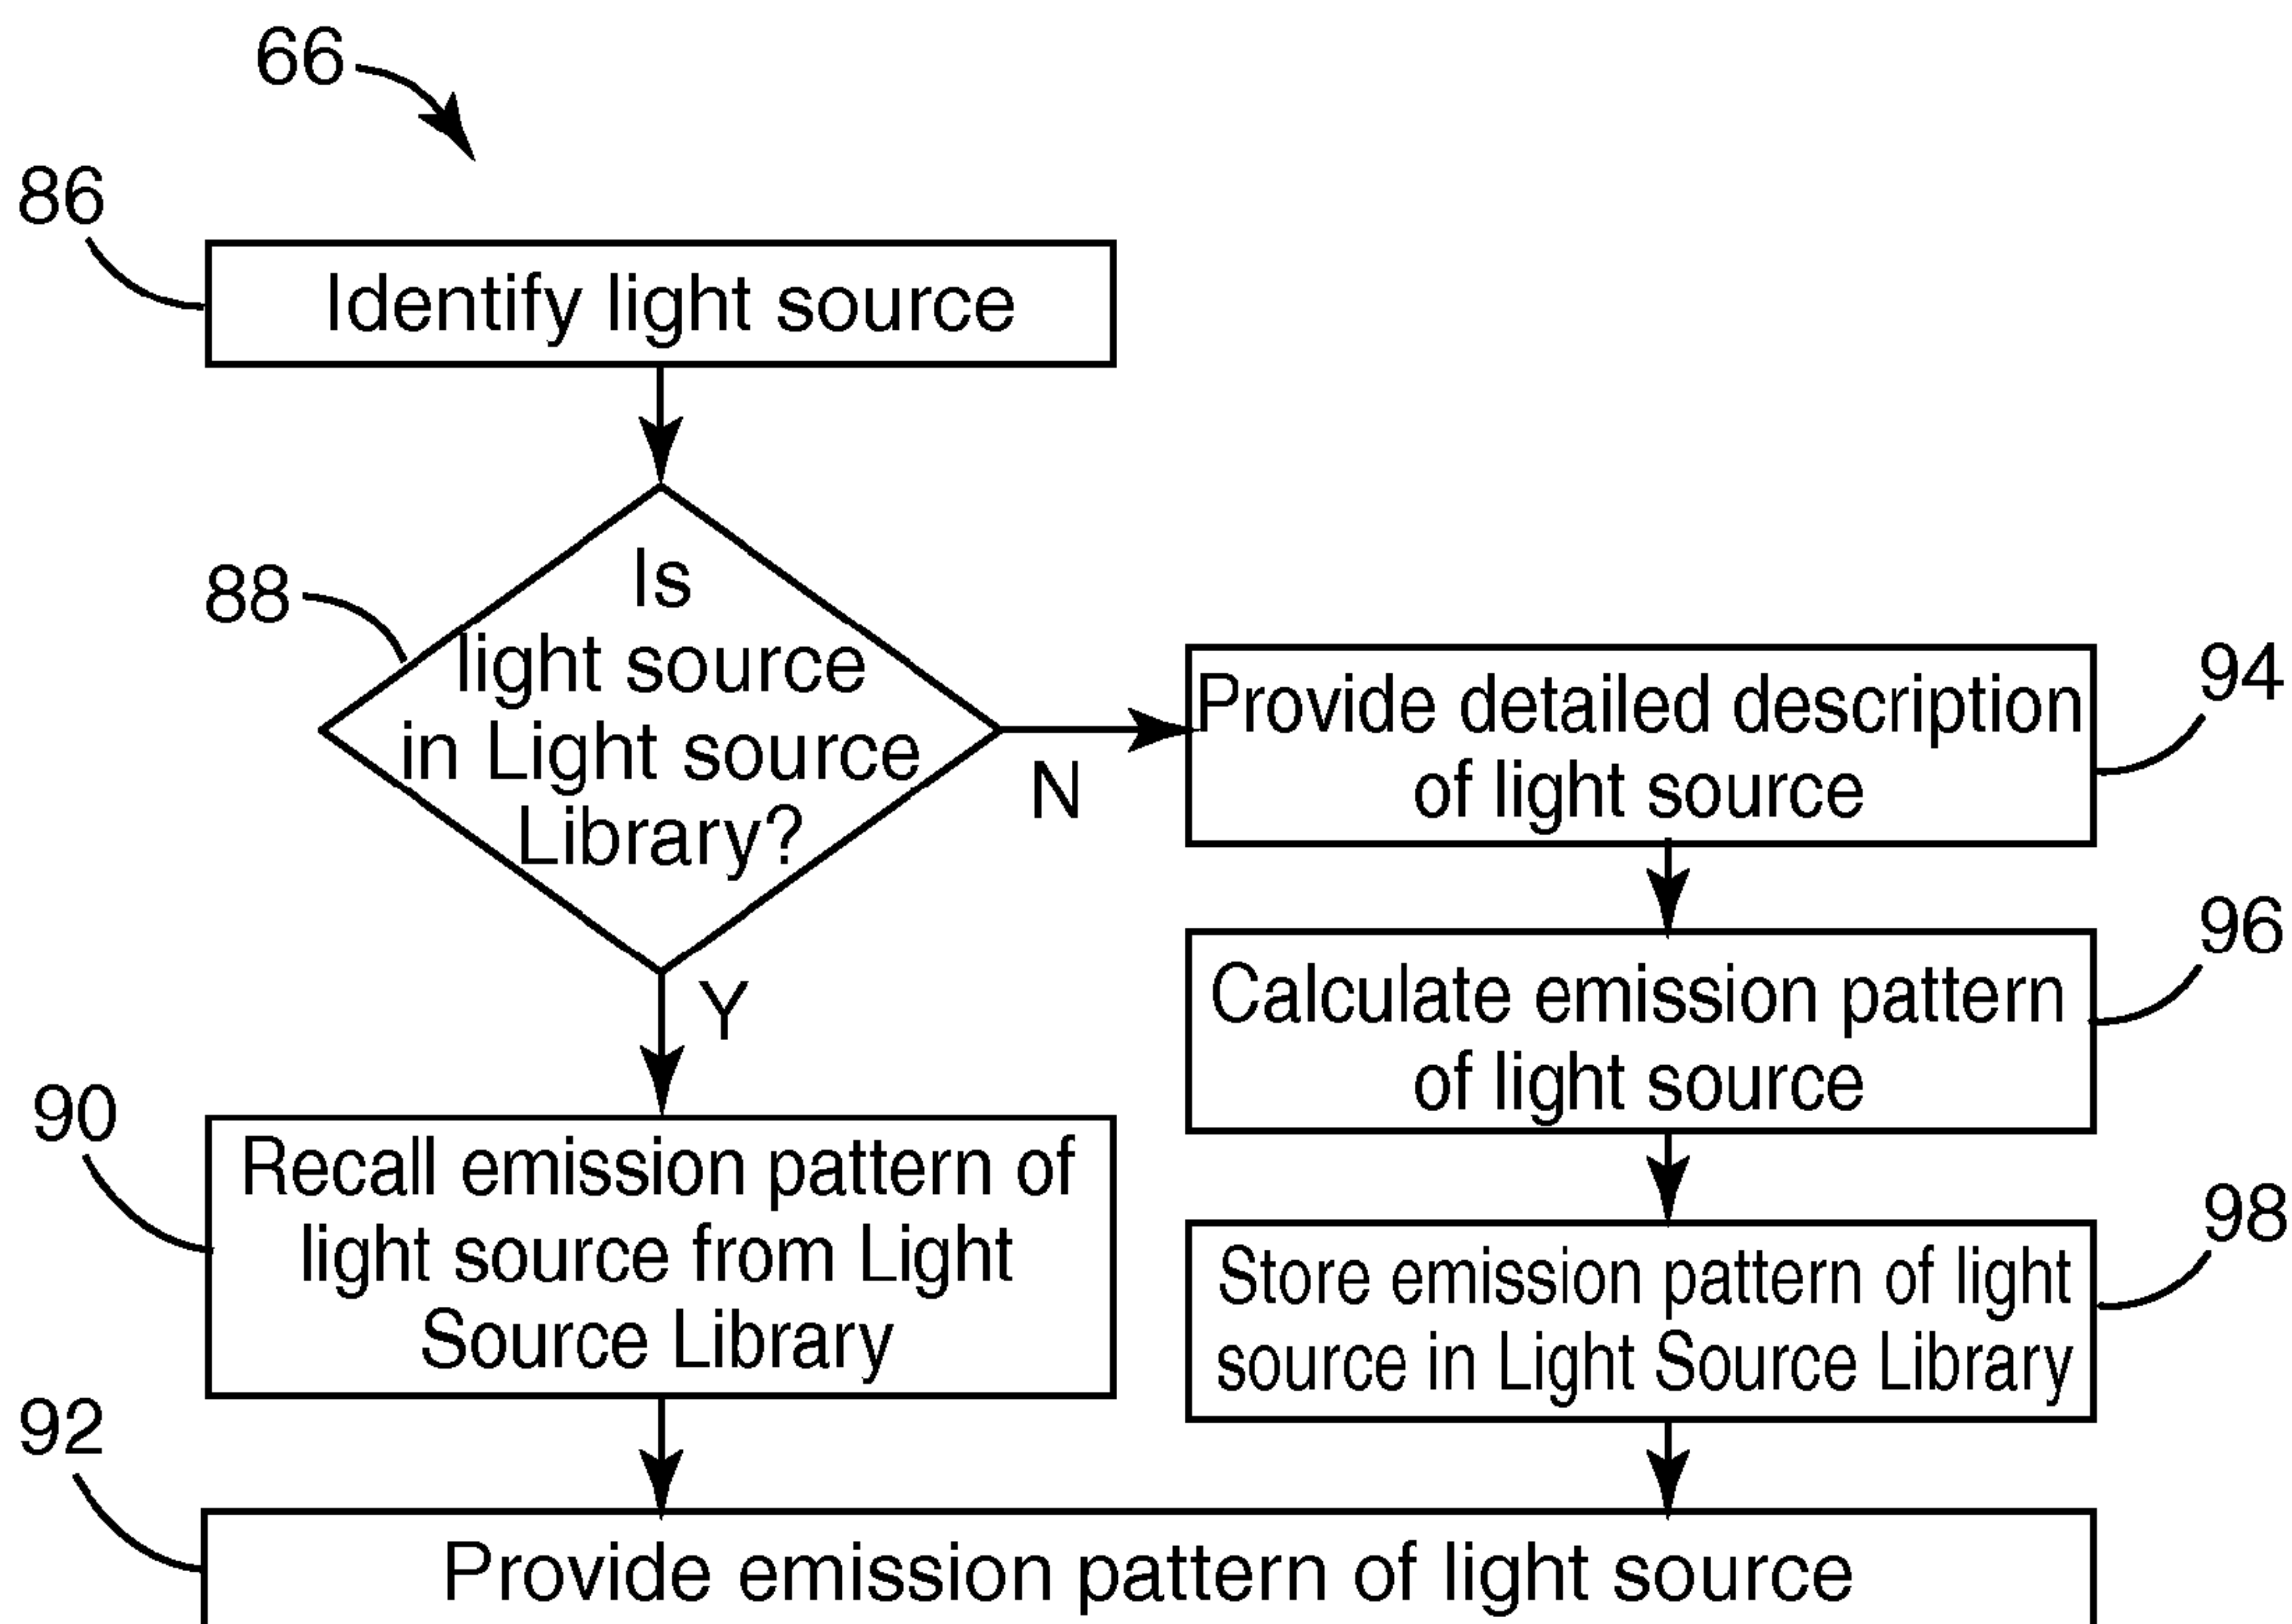 66
86
Identify light source
88
Is
light source
in Light source
Library?
N
Y
94
Provide detailed description
of light source
96
Calculate emission pattern
of light source
90
Recall emission pattern of
light source from Light
Source Library
98
Store emission pattern of light
source in Light Source Library
92
Provide emission pattern of light source